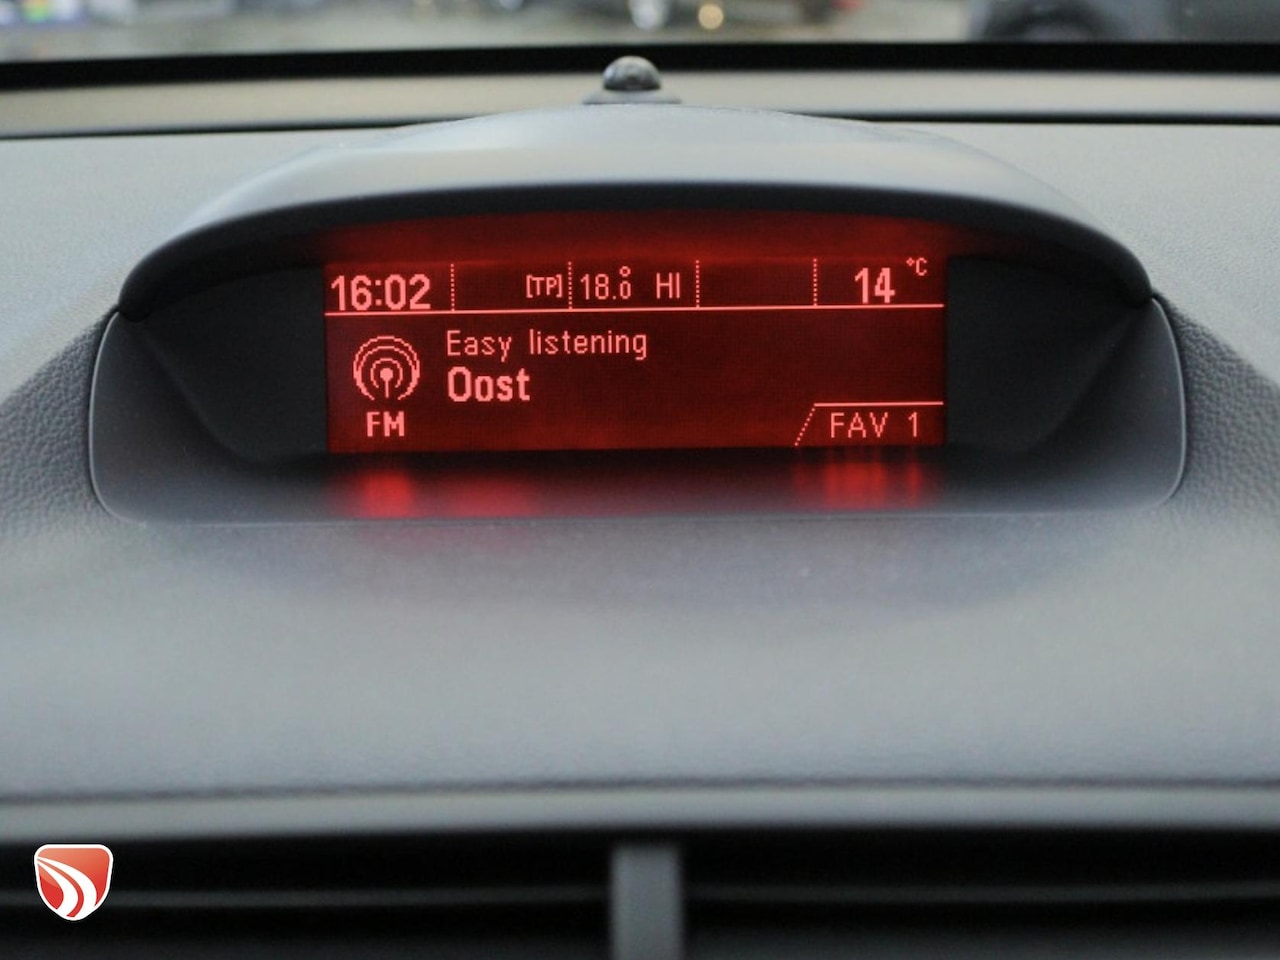 16:02 [TP] 18.0° HI 14 °C
Easy listening
Oost
FM
FAV 1